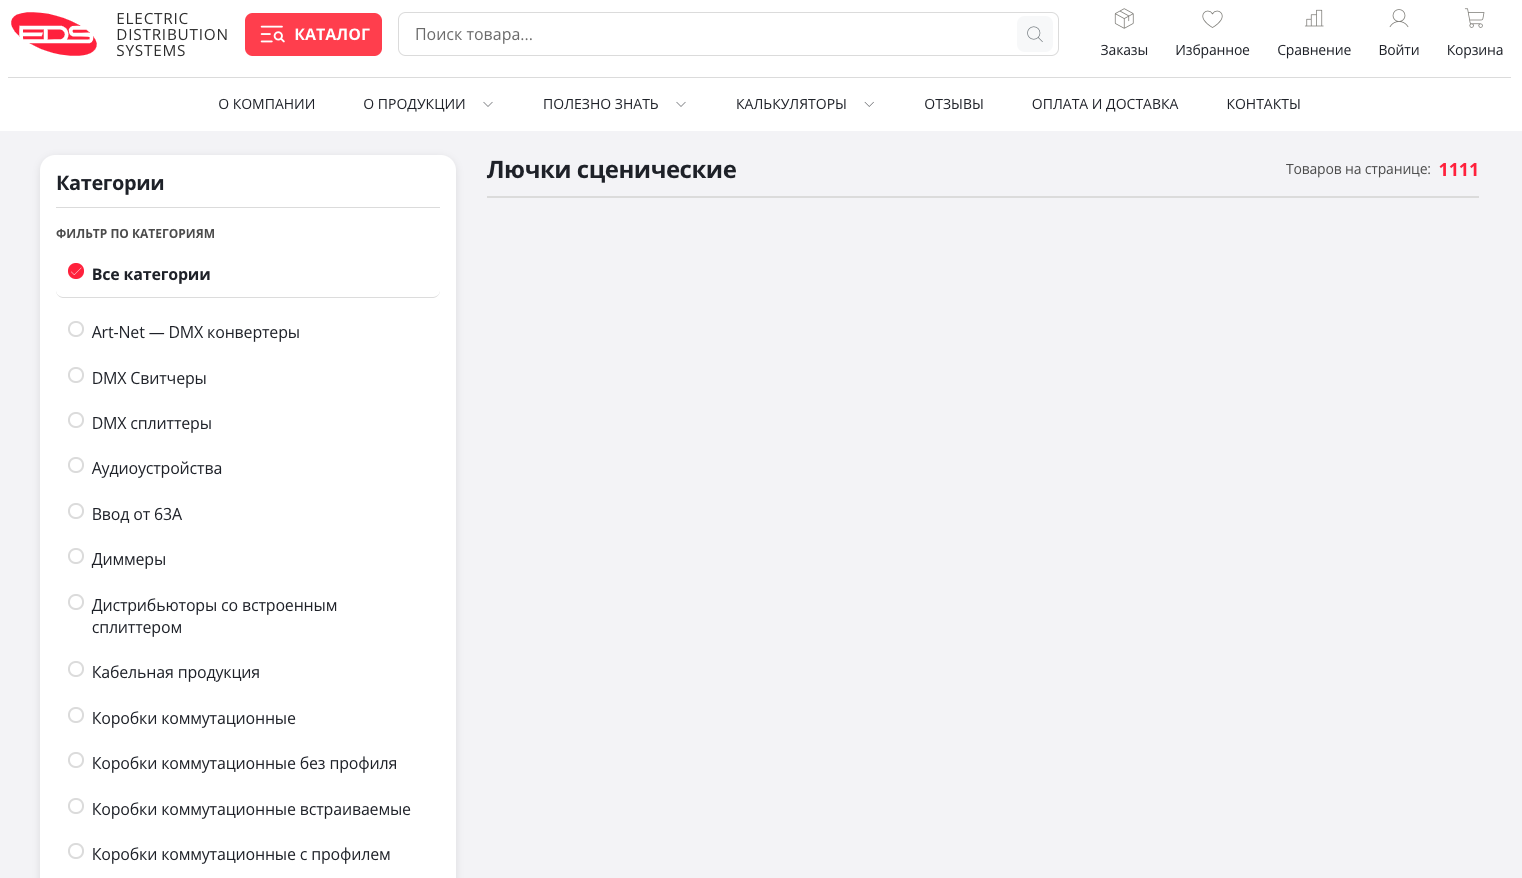 EDS
ELECTRIC
DISTRIBUTION
SYSTEMS
КАТАЛОГ
Поиск товара...
Заказы
Избранное
Сравнение
Войти
Корзина
О КОМПАНИИ
О ПРОДУКЦИИ
ПОЛЕЗНО ЗНАТЬ
КАЛЬКУЛЯТОРЫ
ОТЗЫВЫ
ОПЛАТА И ДОСТАВКА
КОНТАКТЫ
Категории
ФИЛЬТР ПО КАТЕГОРИЯМ
Все категории
Art-Net — DMX конвертеры
DMX Свитчеры
DMX сплиттеры
Аудиоустройства
Ввод от 63А
Диммеры
Дистрибьюторы со встроенным
сплиттером
Кабельная продукция
Коробки коммутационные
Коробки коммутационные без профиля
Коробки коммутационные встраиваемые
Коробки коммутационные с профилем
Лючки сценические
Товаров на странице: 1111